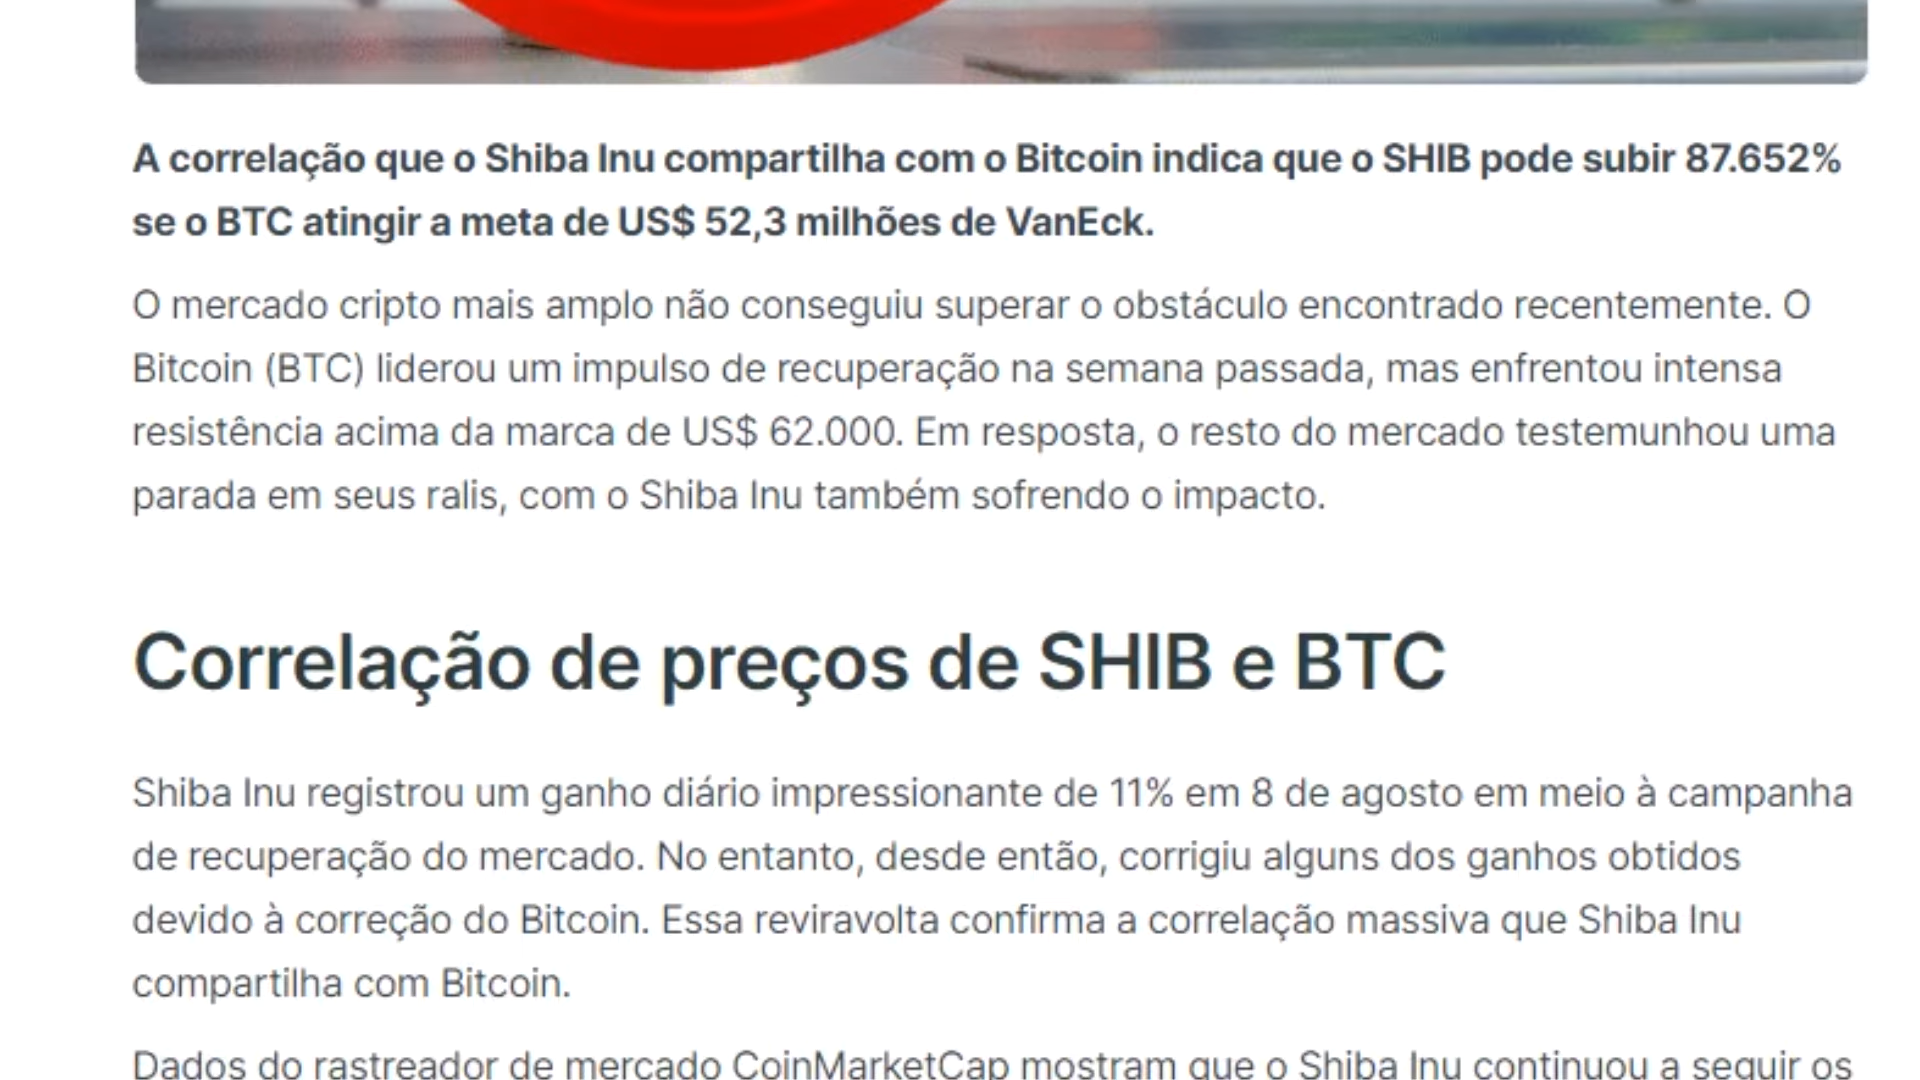 A correlação que o Shiba Inu compartilha com o Bitcoin indica que o SHIB pode subir 87.652%
se o BTC atingir a meta de US$ 52,3 milhões de VanEck.
O mercado cripto mais amplo não conseguiu superar o obstáculo encontrado recentemente. O
Bitcoin (BTC) liderou um impulso de recuperação na semana passada, mas enfrentou intensa
resistência acima da marca de US$ 62.000. Em resposta, o resto do mercado testemunhou uma
parada em seus ralis, com o Shiba Inu também sofrendo o impacto.
Correlação de preços de SHIB e BTC
Shiba Inu registrou um ganho diário impressionante de 11% em 8 de agosto em meio à campanha
de recuperação do mercado. No entanto, desde então, corrigiu alguns dos ganhos obtidos
devido à correção do Bitcoin. Essa reviravolta confirma a correlação massiva que Shiba Inu
compartilha com Bitcoin.
Dados do rastreador de mercado CoinMarketCap mostram que o Shiba Inu continuou a seguir os